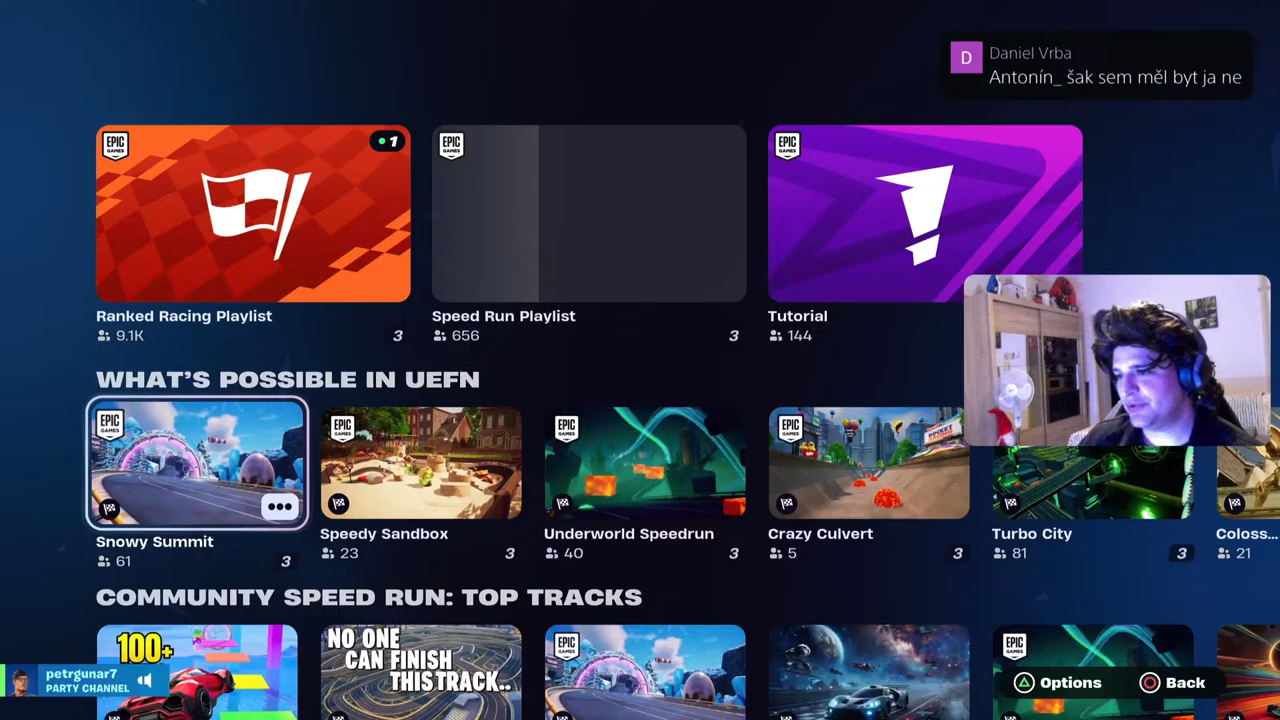 Daniel Vrba
Antonín_ šak sem měl byt ja ne
EPIC GAMES
1
EPIC GAMES
EPIC GAMES
Ranked Racing Playlist
9.1K
3
Speed Run Playlist
656
3
Tutorial
144
WHAT'S POSSIBLE IN UEFN
EPIC GAMES
EPIC GAMES
EPIC GAMES
EPIC GAMES
Snowy Summit
61
3
Speedy Sandbox
23
3
Underworld Speedrun
40
3
Crazy Culvert
5
3
Turbo City
81
3
Coloss...
21
COMMUNITY SPEED RUN: TOP TRACKS
100+
NO ONE
CAN FINISH
THIS TRACK..
EPIC GAMES
EPIC GAMES
petrgunar7
PARTY CHANNEL
Options
Back